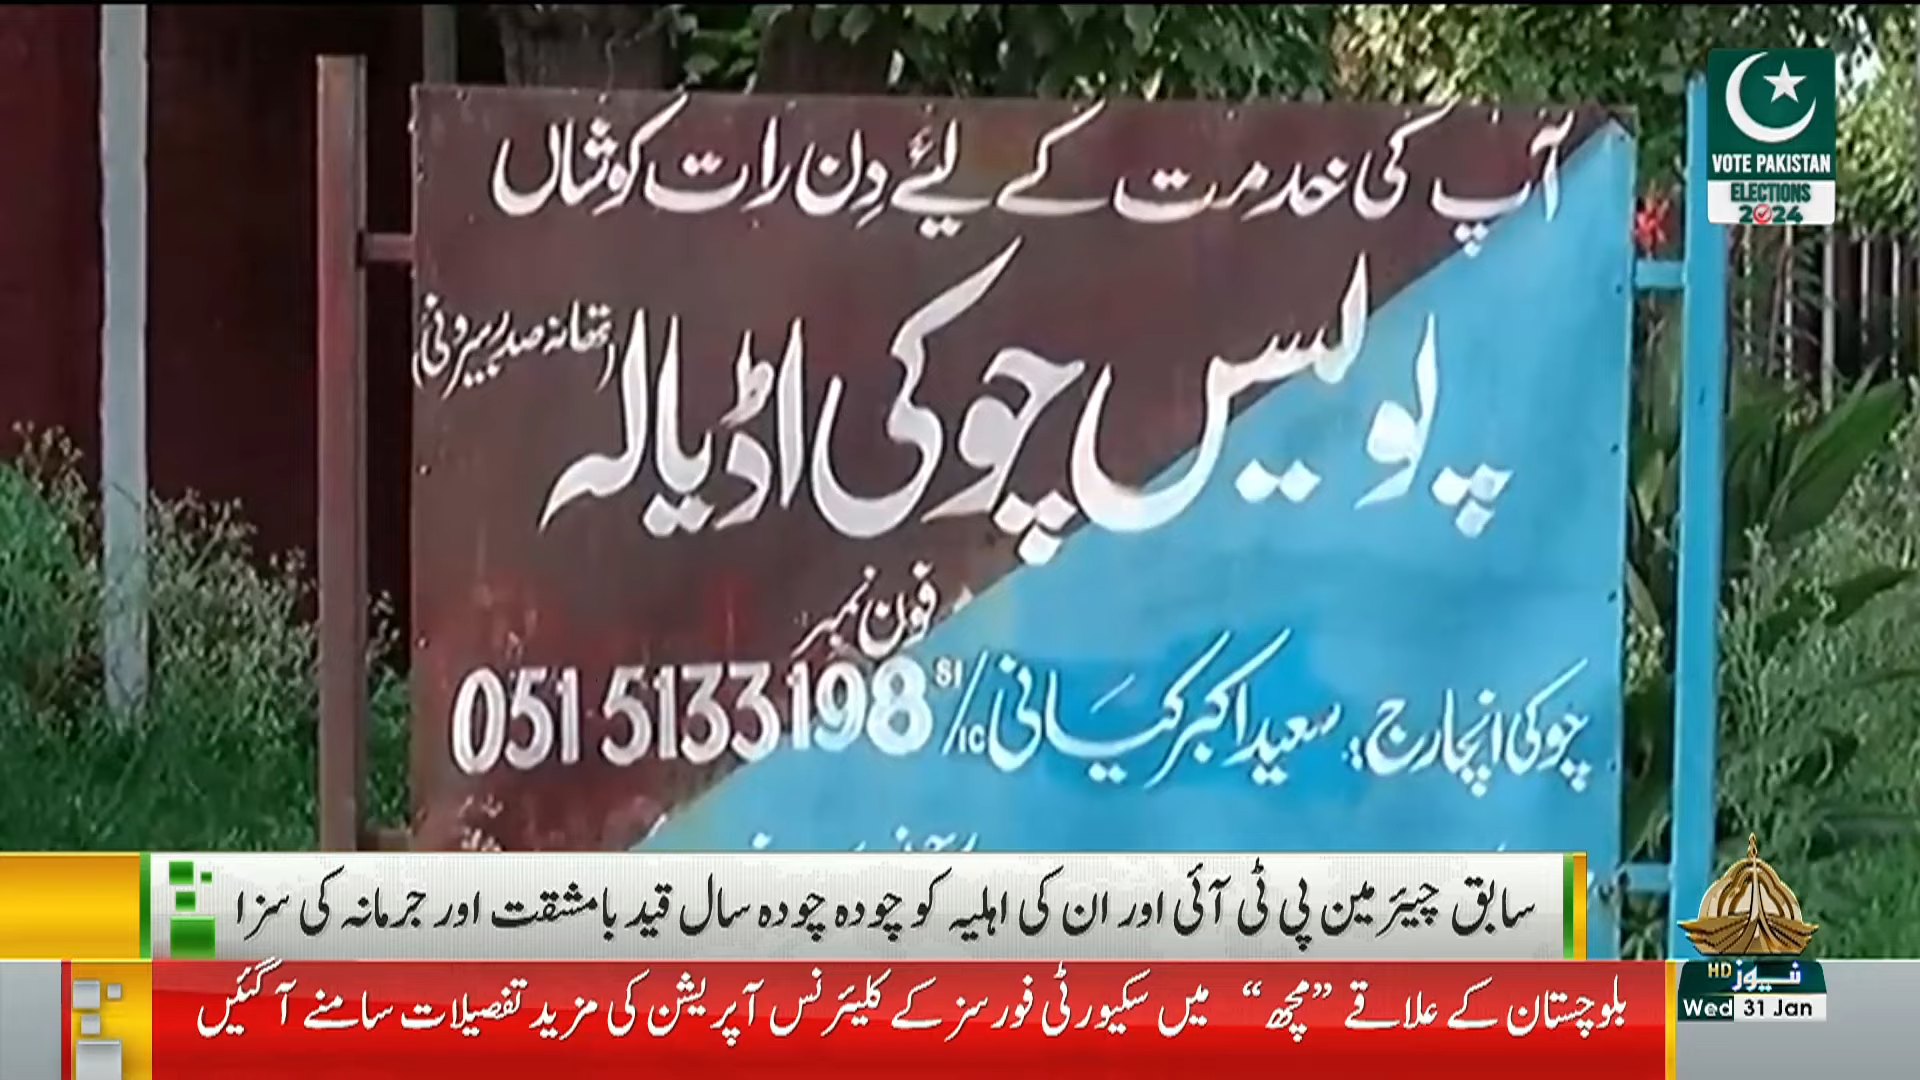 آپ کی خدمت کے لیئے دن رات کوشاں
پولیس چوکی اڈیالہ (تھانہ صدر بیرونی)
فون نمبر
051 5133198
چوکی انچارج: سعید اکبر کیانی SI/IC
VOTE PAKISTAN
ELECTIONS
2024
سابق چیئرمین پی ٹی آئی اور ان کی اہلیہ کو چودہ چودہ سال قید بامشقت اور جرمانہ کی سزا
بلوچستان کے علاقے ”مچھ“ میں سکیورٹی فورسز کے کلیئرنس آپریشن کی مزید تفصیلات سامنے آ گئیں
نیوز HD
Wed 31 Jan